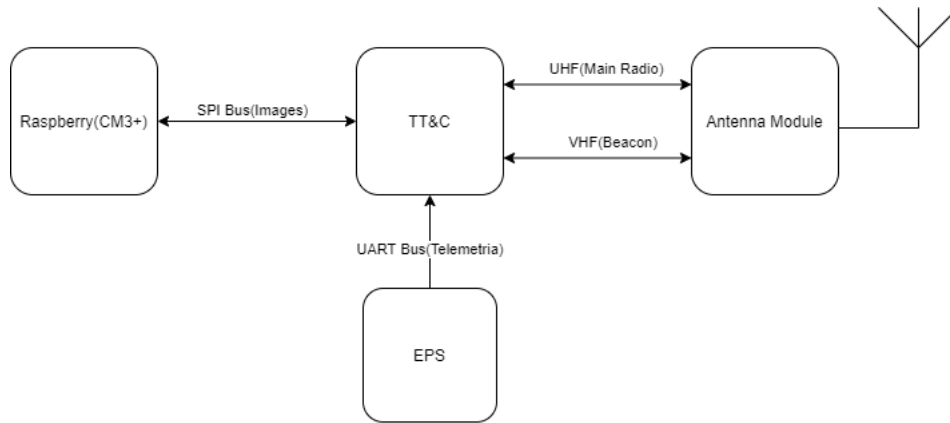 UHF(Main Radio)
SPI Bus(Images)
Raspberry(CM3+)
TT&C
Antenna Module
VHF(Beacon)
UART Bus(Telemetria)
EPS